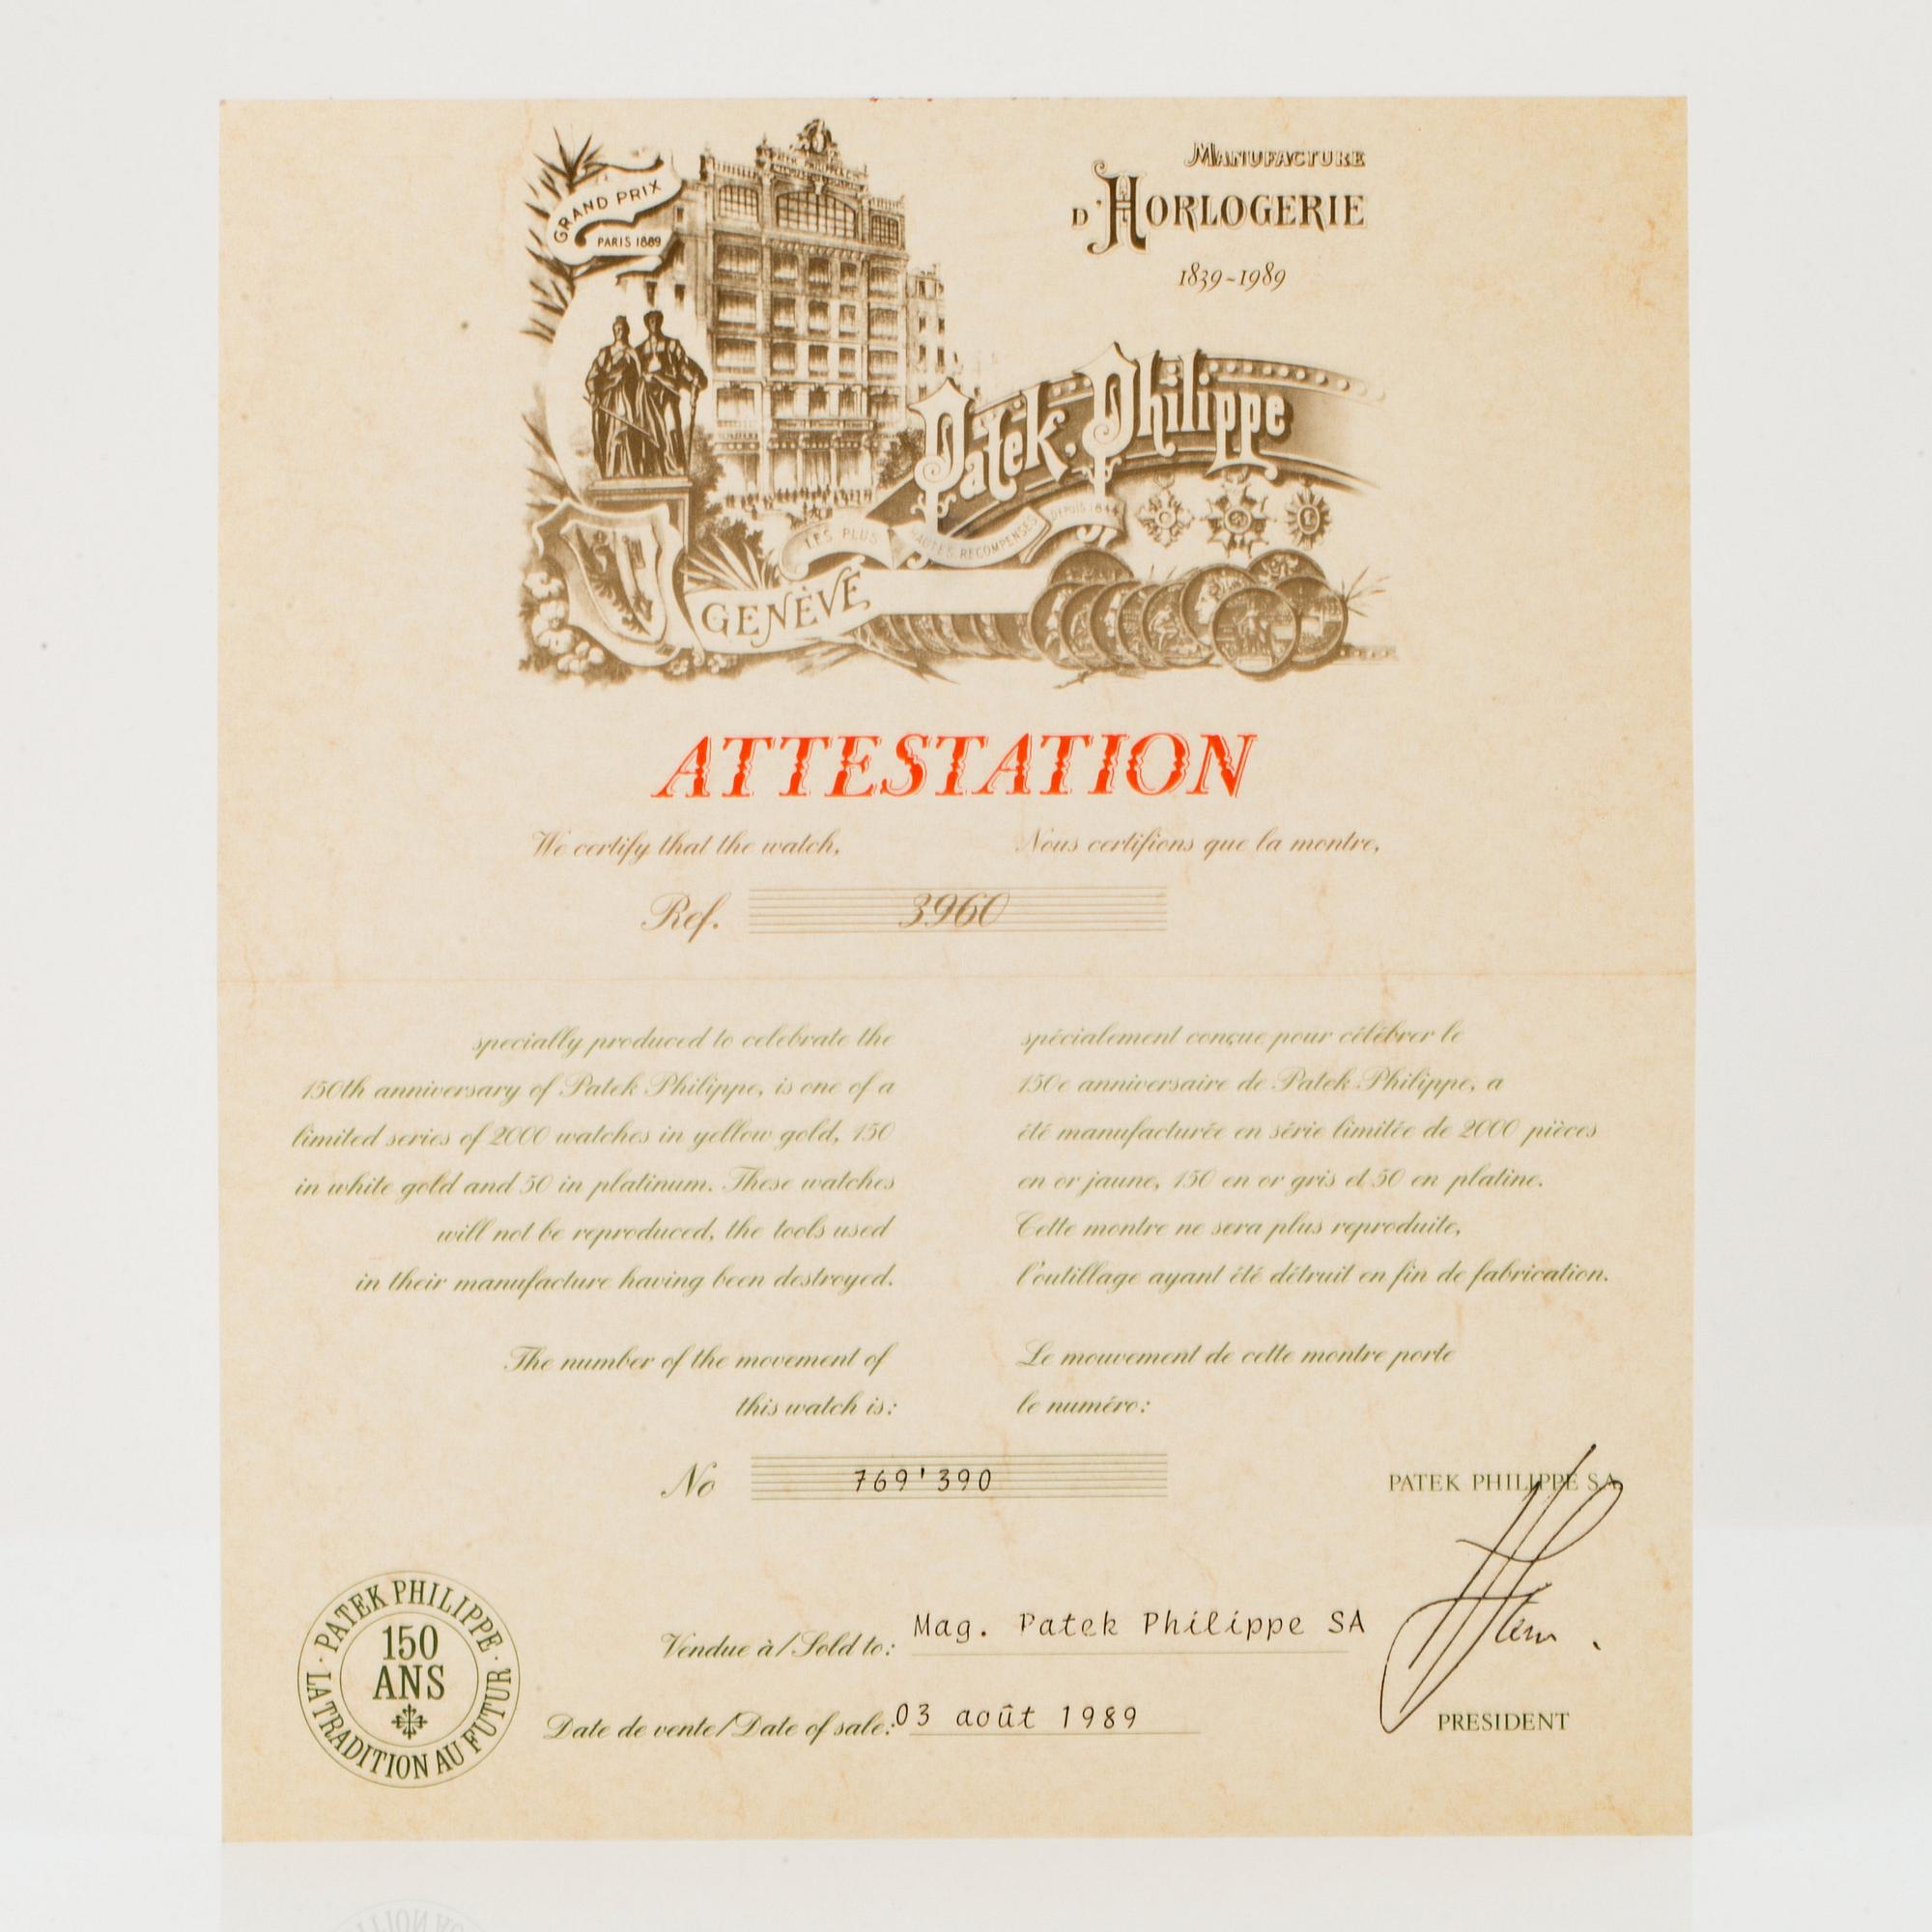 GRAND PRIX
PARIS 1889
MANUFACTURE
D'HORLOGERIE
1839-1989
Patek, Philippe
LES PLUS HAUTES RECOMPENSES DEPUIS 1844
GENÈVE
ATTESTATION
We certify that the watch,
Nous certifions que la montre,
Ref. 3960
specially produced to celebrate the
150th anniversary of Patek Philippe, is one of a
limited series of 2000 watches in yellow gold, 150
in white gold and 50 in platinum. These watches
will not be reproduced, the tools used
in their manufacture having been destroyed.
The number of the movement of
this watch is:
spécialement conçue pour célébrer le
150e anniversaire de Patek Philippe, a
été manufacturée en série limitée de 2000 pièces
en or jaune, 150 en or gris et 50 en platine.
Cette montre ne sera plus reproduite,
l'outillage ayant été détruit en fin de fabrication.
Le mouvement de cette montre porte
le numéro:
No 769'390
PATEK PHILIPPE SA
PATEK PHILIPPE · LA TRADITION AU FUTUR ·
150
ANS
Vendue à/Sold to: Mag. Patek Philippe SA
Date de vente/Date of sale: 03 août 1989
PRESIDENT